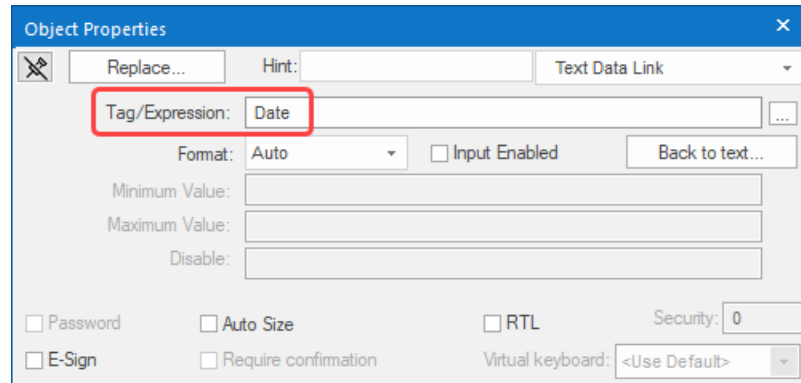 Object Properties
Replace... Hint: Text Data Link
Tag/Expression: Date ...
Format: Auto Input Enabled Back to text...
Minimum Value:
Maximum Value:
Disable:
Password Auto Size RTL Security: 0
E-Sign Require confirmation Virtual keyboard: <Use Default>